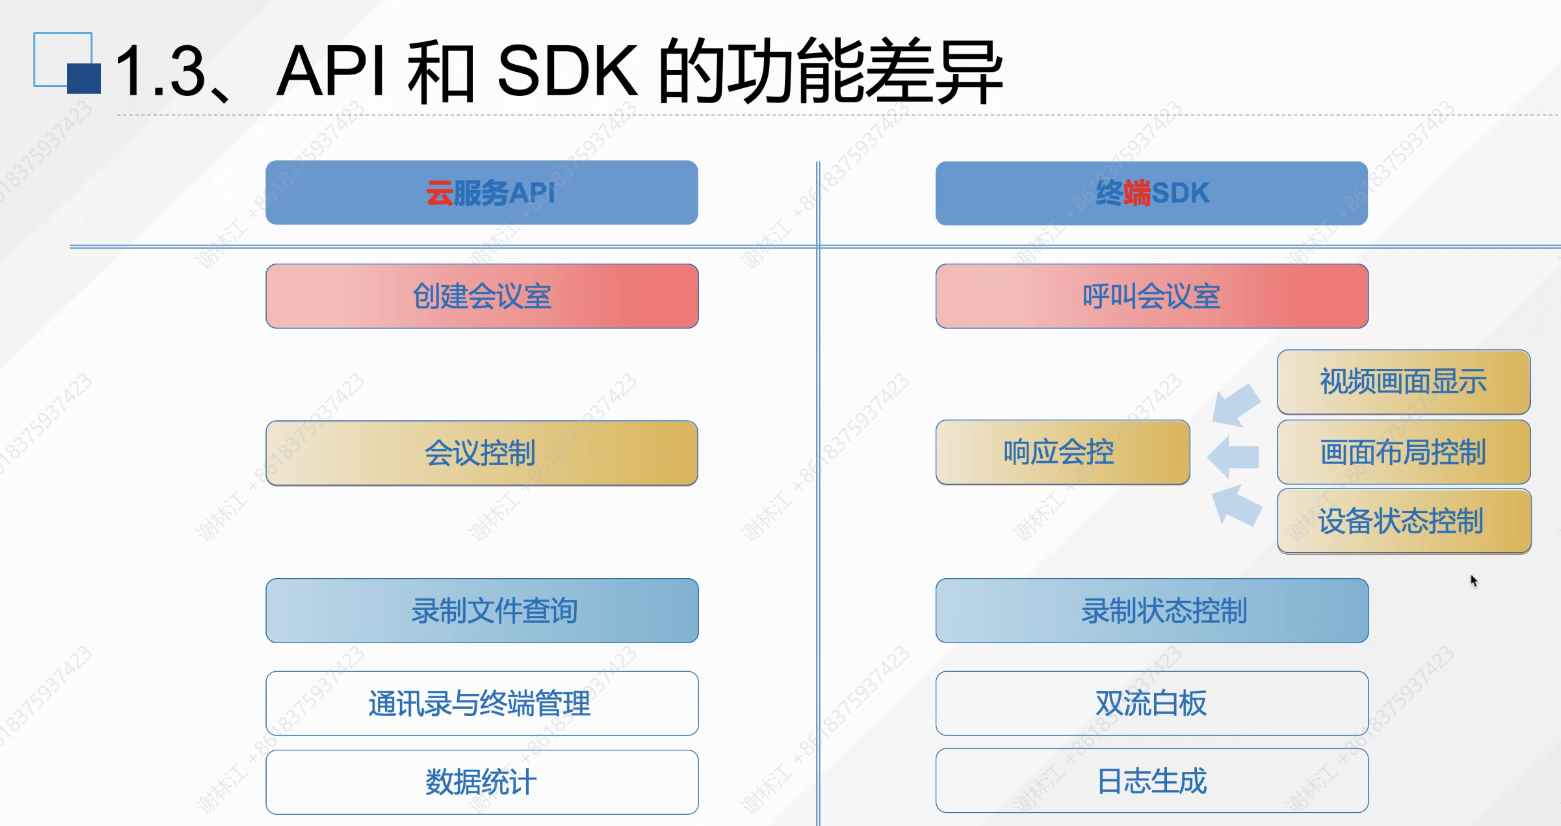 1.3、API 和 SDK 的功能差异
云服务API
终端SDK
创建会议室
呼叫会议室
会议控制
响应会控
视频画面显示
画面布局控制
设备状态控制
录制文件查询
录制状态控制
通讯录与终端管理
双流白板
数据统计
日志生成
谢林江 +8618375937423